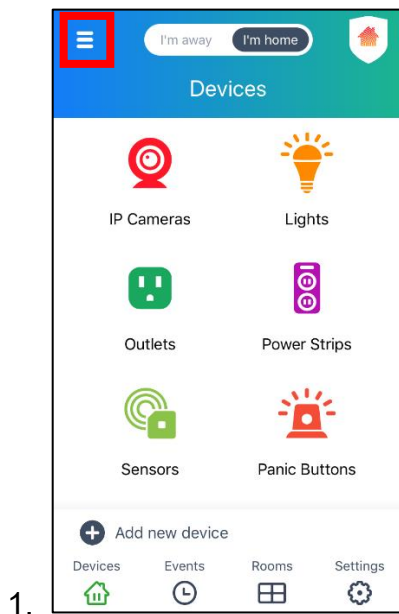 I'm away I'm home
Devices
IP Cameras Lights
Outlets Power Strips
Sensors Panic Buttons
Add new device
Devices Events Rooms Settings
1.